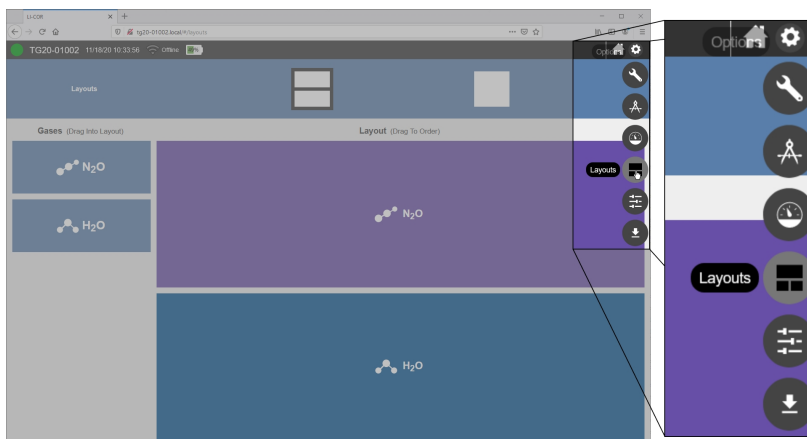 LI-COR
tg20-01002.local/#/layouts
TG20-01002 11/18/20 10:33:56 Offline
Options
Options
Layouts
Gases (Drag Into Layout)
Layout (Drag To Order)
N₂O
N₂O
Layouts
Layouts
H₂O
H₂O